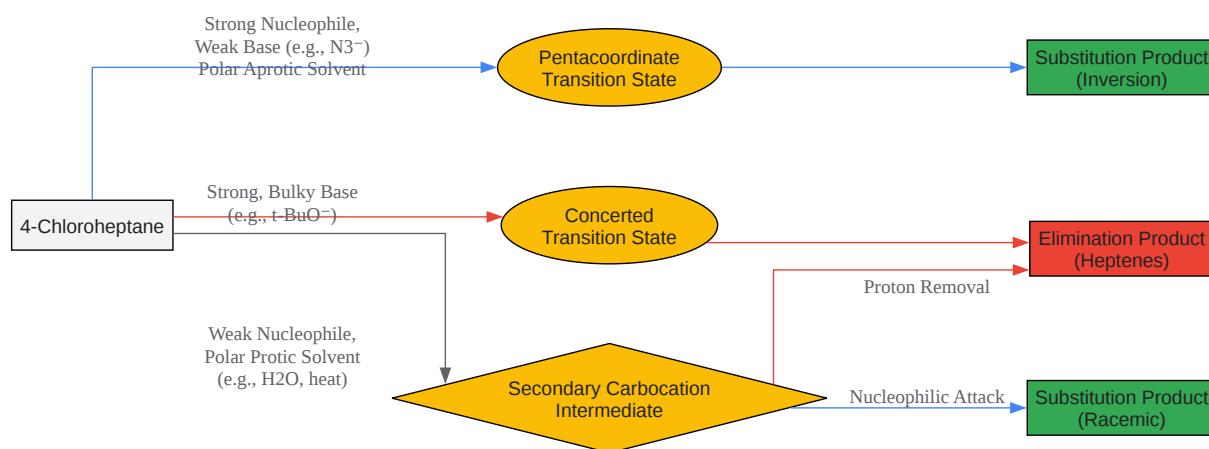 Strong Nucleophile,
Weak Base (e.g., N3⁻)
Polar Aprotic Solvent
Pentacoordinate
Transition State
Substitution Product
(Inversion)
4-Chloroheptane
Strong, Bulky Base
(e.g., t-BuO⁻)
Concerted
Transition State
Elimination Product
(Heptenes)
Proton Removal
Weak Nucleophile,
Polar Protic Solvent
(e.g., H2O, heat)
Secondary Carbocation
Intermediate
Nucleophilic Attack
Substitution Product
(Racemic)